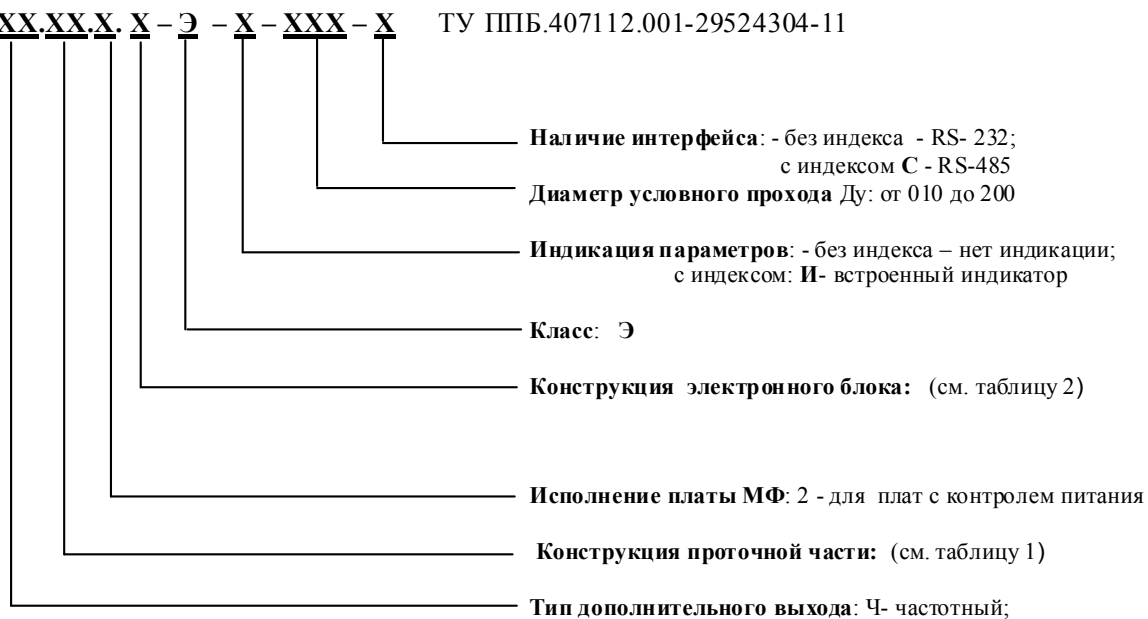 XX.XX.X. X – Э – X – XXX – X ТУ ППБ.407112.001-29524304-11
Наличие интерфейса: - без индекса - RS- 232;
с индексом С - RS-485
Диаметр условного прохода Ду: от 010 до 200
Индикация параметров: - без индекса – нет индикации;
с индексом: И- встроенный индикатор
Класс: Э
Конструкция электронного блока: (см. таблицу 2)
Исполнение платы МФ: 2 - для плат с контролем питания
Конструкция проточной части: (см. таблицу 1)
Тип дополнительного выхода: Ч- частотный;